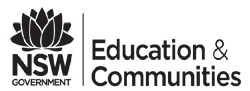 NSW
GOVERNMENT
Education &
Communities